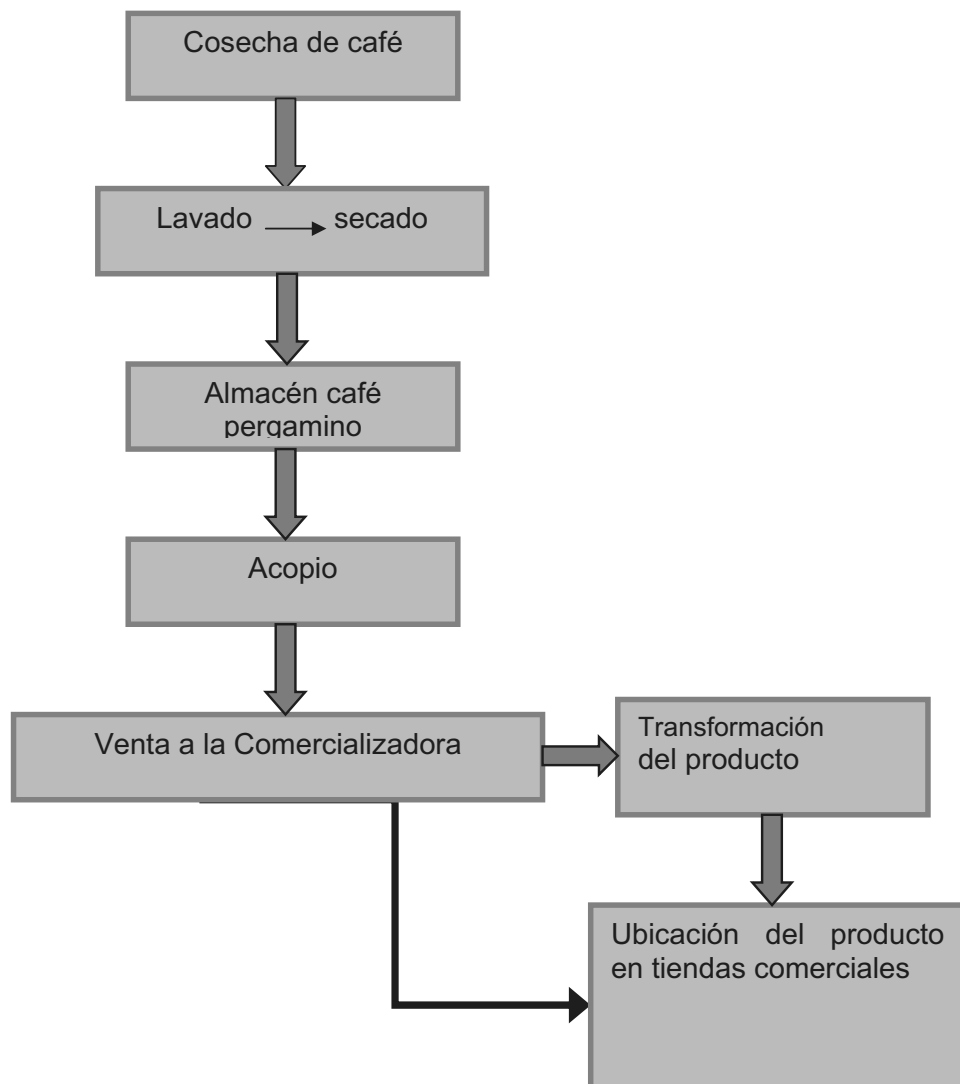 Cosecha de café
Lavado secado
Almacén café
pergamino
Acopio
Venta a la Comercializadora
Transformación
del producto
Ubicación del producto
en tiendas comerciales